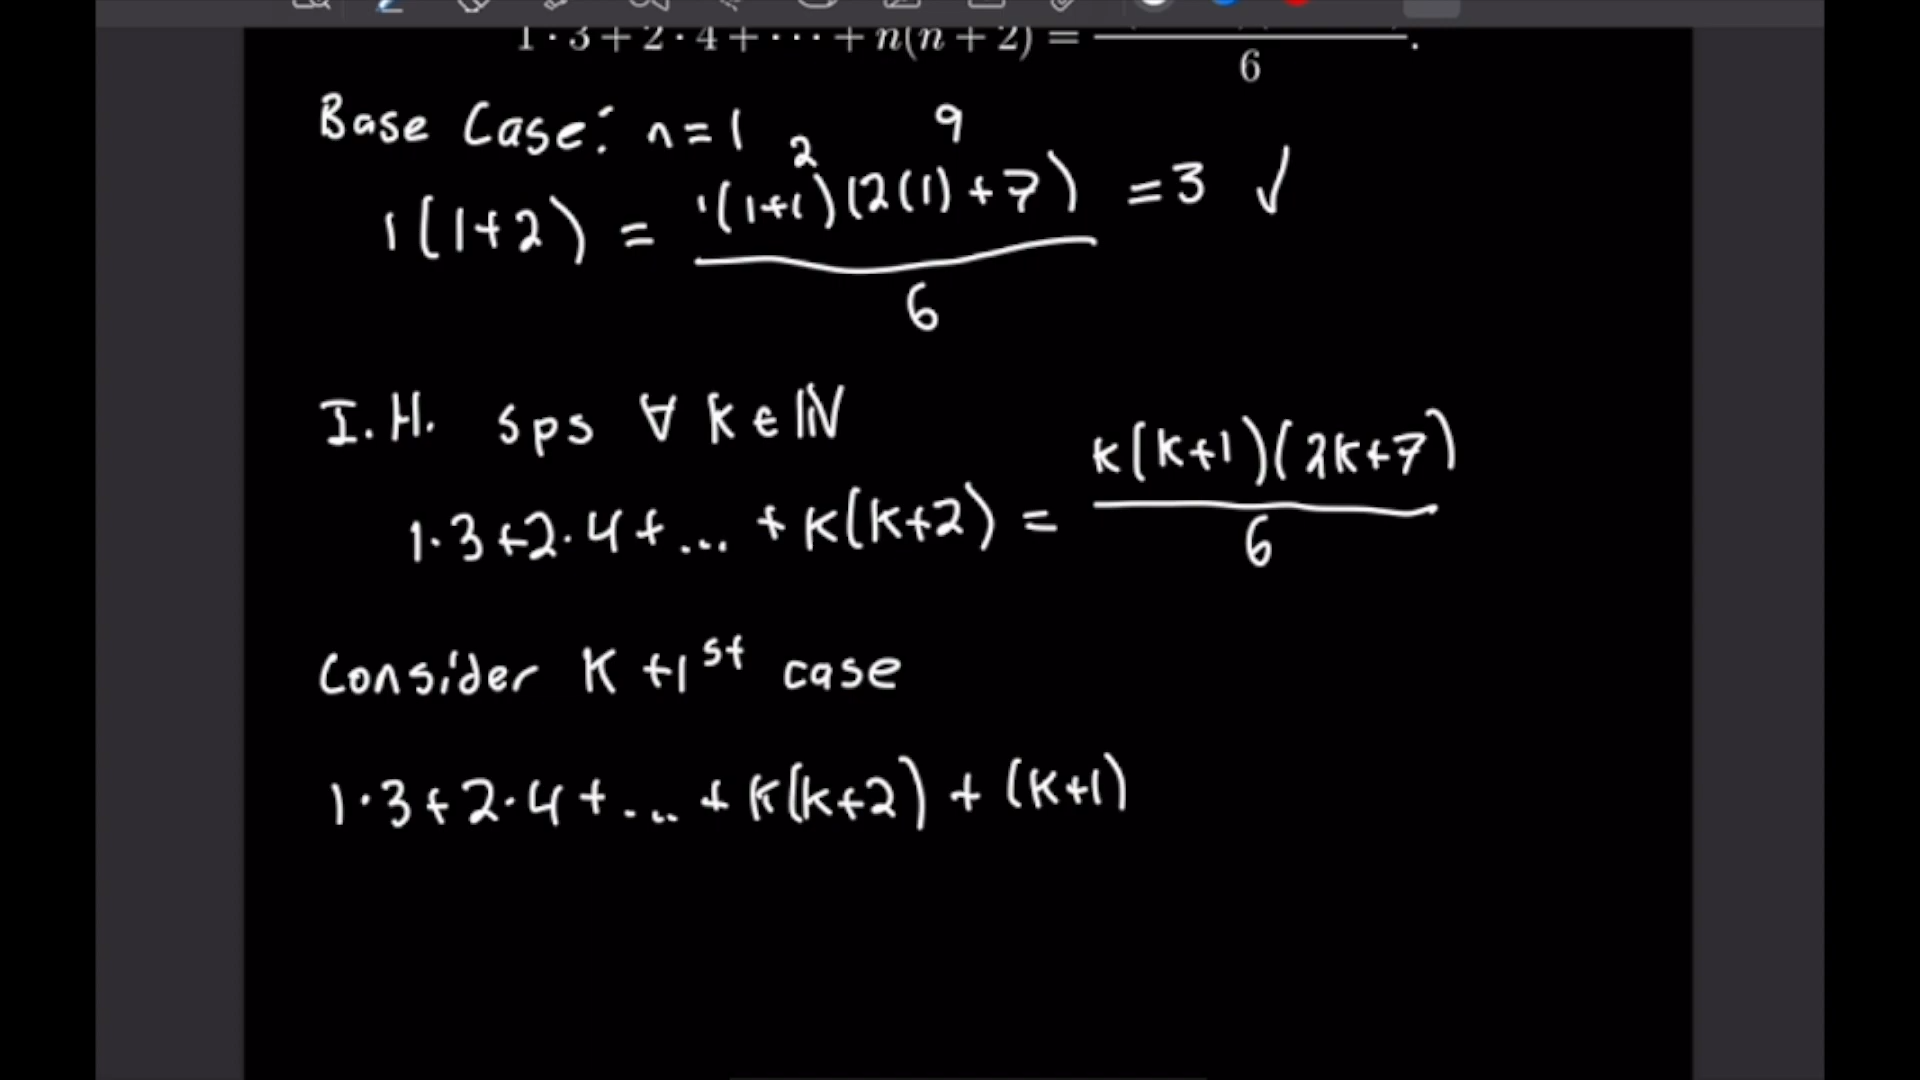 1 · 3 + 2 · 4 + · · · + n(n + 2) = 
6 .
Base Case: n=1
2 9
1(1+2) = 1(1+1)(2(1)+7) = 3 ✓
6
I.H. sps ∀ k ∈ ℕ
1·3+2·4+... + k(k+2) = k(k+1)(2k+7)
6
Consider k+1st case
1·3+2·4+... + k(k+2) + (k+1)